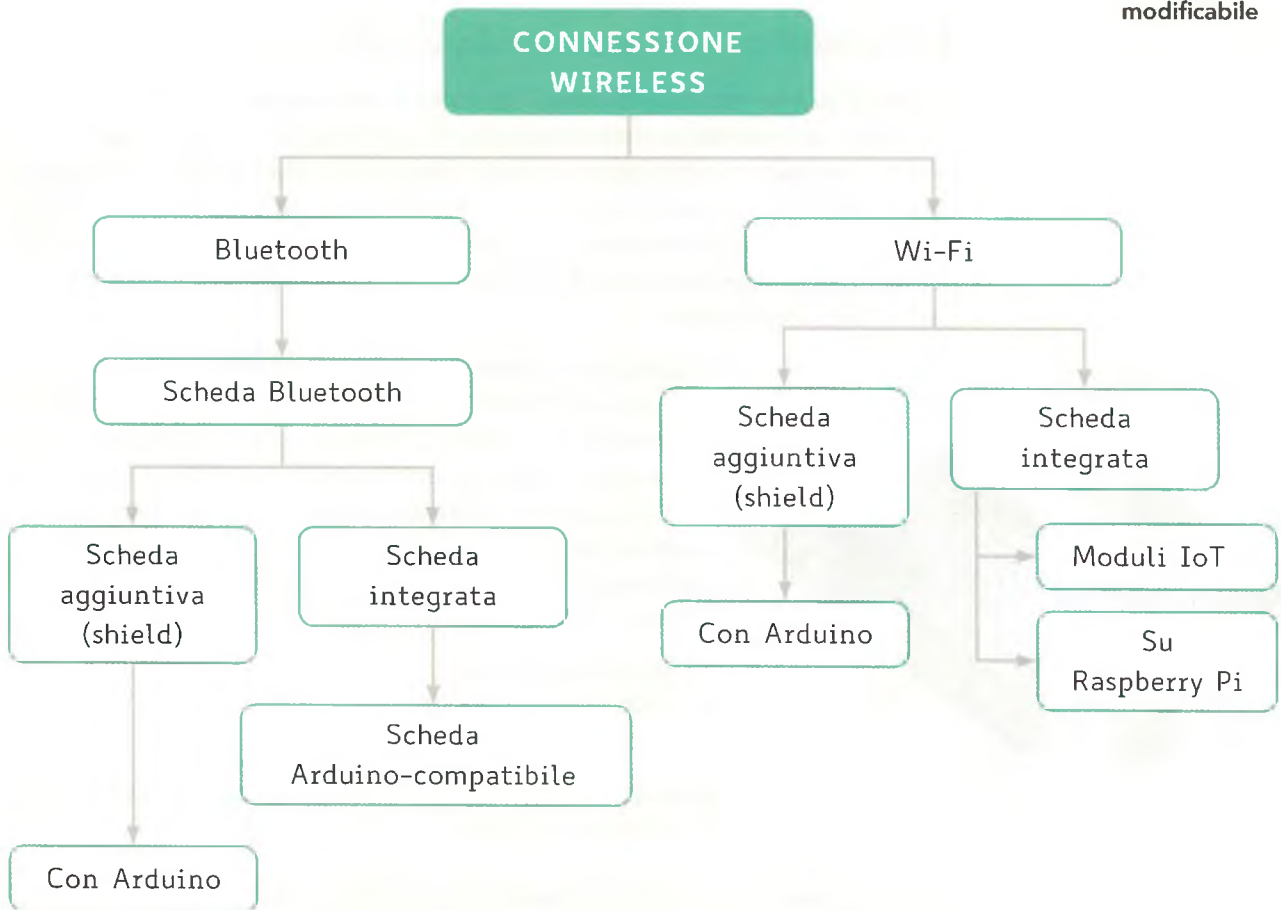 modificabile
CONNESSIONE
WIRELESS
Bluetooth
Wi-Fi
Scheda Bluetooth
Scheda
aggiuntiva
(shield)
Scheda
integrata
Scheda
aggiuntiva
(shield)
Scheda
integrata
Moduli IoT
Con Arduino
Su
Raspberry Pi
Scheda
Arduino-compatibile
Con Arduino